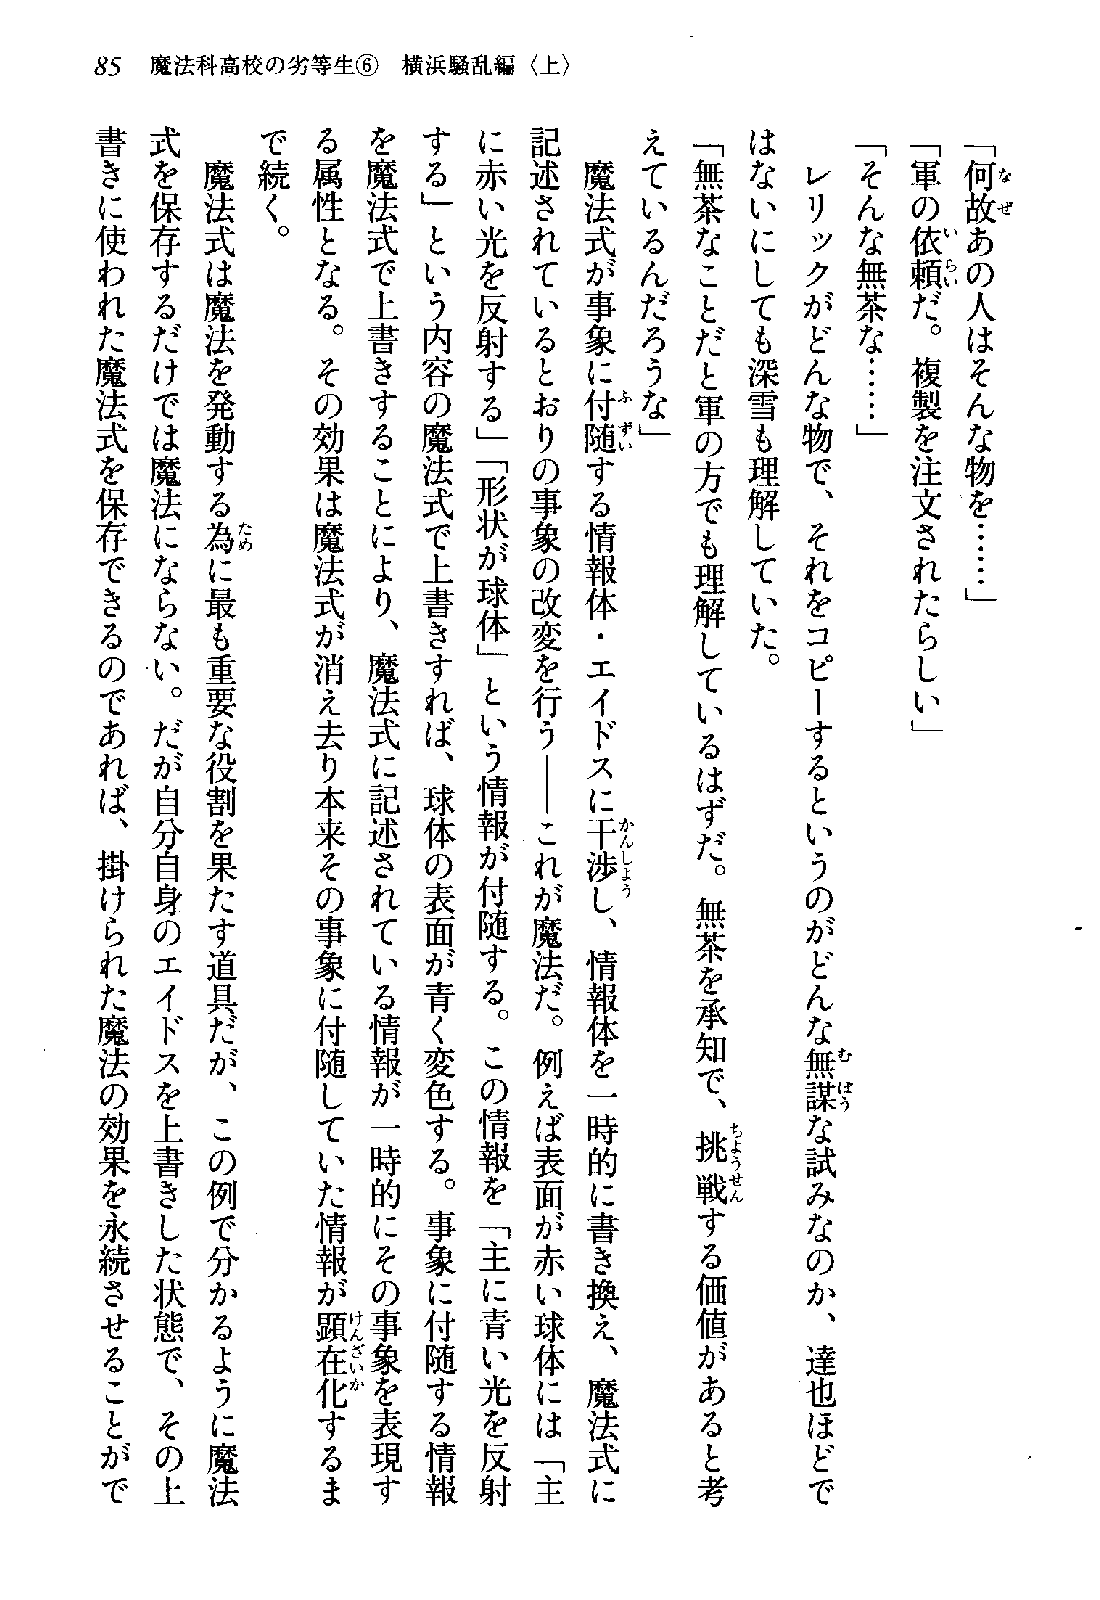 85 魔法科高校の劣等生⑥ 横浜騒乱編〈上〉
「何故あの人はそんな物を……」
「軍の依頼だ。複製を注文されたらしい」
「そんな無茶な……」
　レリックがどんな物で、それをコピーするというのがどんな無謀な試みなのか、達也ほどで
はないにしても深雪も理解していた。
「無茶なことだと軍の方でも理解しているはずだ。無茶を承知で、挑戦する価値があると考
えているんだろうな」
　魔法式が事象に付随する情報体・エイドスに干渉し、情報体を一時的に書き換え、魔法式に
記述されているとおりの事象の改変を行う――これが魔法だ。例えば表面が赤い球体には「主
に赤い光を反射する」「形状が球体」という情報が付随する。この情報を「主に青い光を反射
する」という内容の魔法式で上書きすれば、球体の表面が青く変色する。事象に付随する情報
を魔法式で上書きすることにより、魔法式に記述されている情報が一時的にその事象を表現す
る属性となる。その効果は魔法式が消え去り本来その事象に付随していた情報が顕在化するま
で続く。
　魔法式は魔法を発動する為に最も重要な役割を果たす道具だが、この例で分かるように魔法
式を保存するだけでは魔法にならない。だが自分自身のエイドスを上書きした状態で、その上
書きに使われた魔法式を保存できるのであれば、掛けられた魔法の効果を永続させることがで